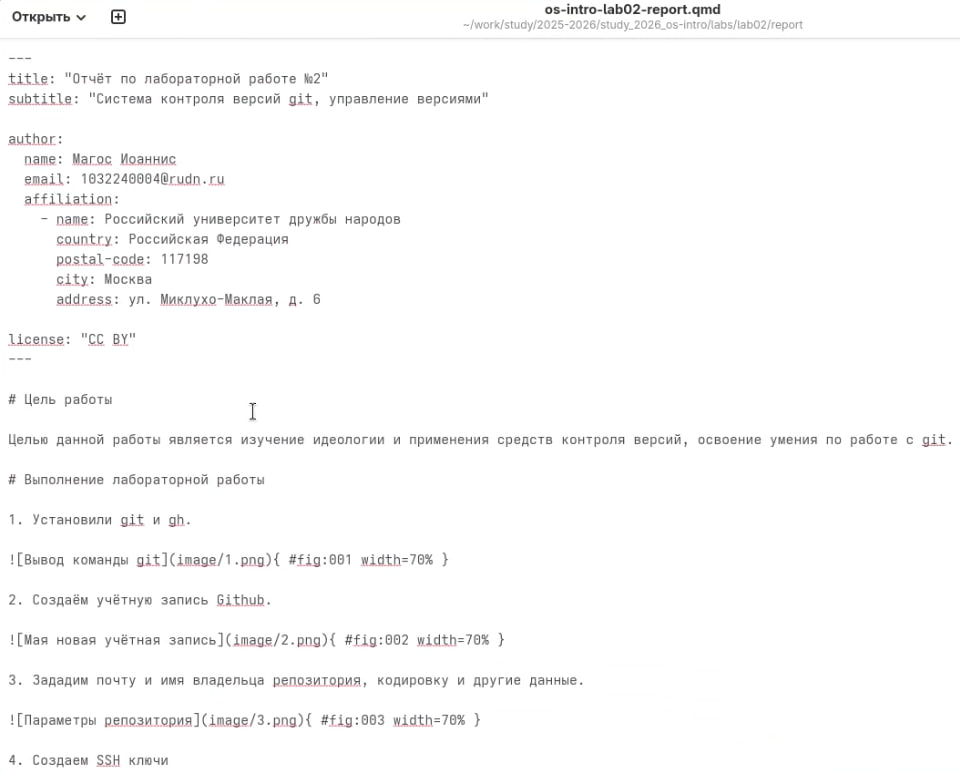 Открыть
os-intro-lab02-report.qmd
~/work/study/2025-2026/study_2026_os-intro/labs/lab02/report
---
title: "Отчёт по лабораторной работе №2"
subtitle: "Система контроля версий git, управление версиями"
author:
name: Магос Иоаннис
email: 1032240004@rudn.ru
affiliation:
- name: Российский университет дружбы народов
country: Российская Федерация
postal-code: 117198
city: Москва
address: ул. Миклухо-Маклая, д. 6
license: "CC BY"
---
# Цель работы
Целью данной работы является изучение идеологии и применения средств контроля версий, освоение умения по работе с git.
# Выполнение лабораторной работы
1. Установили git и gh.
![Вывод команды git](image/1.png){ #fig:001 width=70% }
2. Создаём учётную запись Github.
![Мая новая учётная запись](image/2.png){ #fig:002 width=70% }
3. Зададим почту и имя владельца репозитория, кодировку и другие данные.
![Параметры репозитория](image/3.png){ #fig:003 width=70% }
4. Создаем SSH ключи